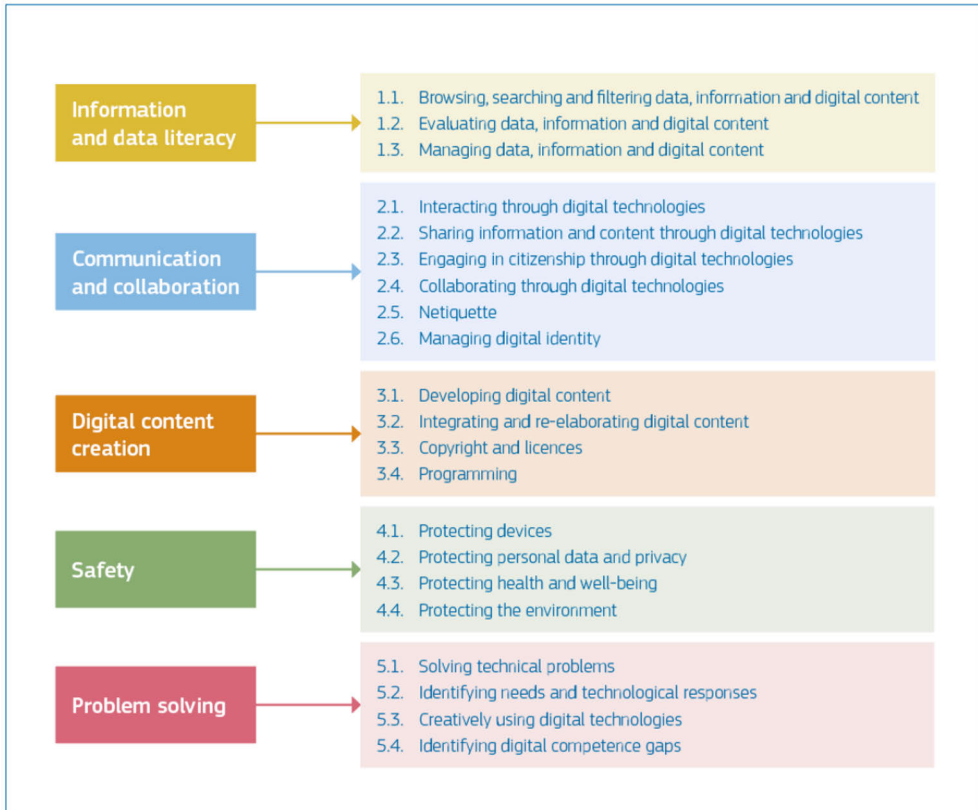 Information
and data literacy
1.1. Browsing, searching and filtering data, information and digital content
1.2. Evaluating data, information and digital content
1.3. Managing data, information and digital content
Communication
and collaboration
2.1. Interacting through digital technologies
2.2. Sharing information and content through digital technologies
2.3. Engaging in citizenship through digital technologies
2.4. Collaborating through digital technologies
2.5. Netiquette
2.6. Managing digital identity
Digital content
creation
3.1. Developing digital content
3.2. Integrating and re-elaborating digital content
3.3. Copyright and licences
3.4. Programming
Safety
4.1. Protecting devices
4.2. Protecting personal data and privacy
4.3. Protecting health and well-being
4.4. Protecting the environment
Problem solving
5.1. Solving technical problems
5.2. Identifying needs and technological responses
5.3. Creatively using digital technologies
5.4. Identifying digital competence gaps